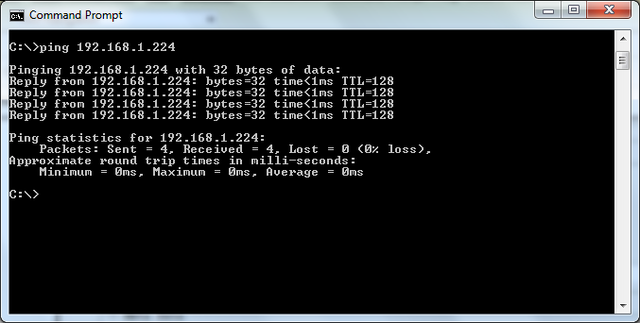 Command Prompt
C:\>ping 192.168.1.224
Pinging 192.168.1.224 with 32 bytes of data:
Reply from 192.168.1.224: bytes=32 time<1ms TTL=128
Reply from 192.168.1.224: bytes=32 time<1ms TTL=128
Reply from 192.168.1.224: bytes=32 time<1ms TTL=128
Reply from 192.168.1.224: bytes=32 time<1ms TTL=128
Ping statistics for 192.168.1.224:
    Packets: Sent = 4, Received = 4, Lost = 0 (0% loss),
Approximate round trip times in milli-seconds:
    Minimum = 0ms, Maximum = 0ms, Average = 0ms
C:\>